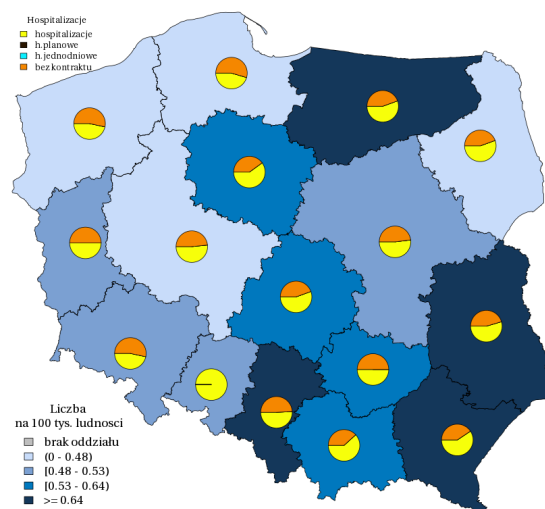 Hospitalizacje
hospitalizacje
h.planowe
h.jednodniowe
bez kontraktu
Liczba
na 100 tys. ludnosci
brak oddziału
(0 - 0.48)
[0.48 - 0.53)
[0.53 - 0.64)
>= 0.64